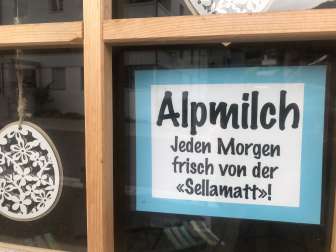 Alpmilch
Jeden Morgen
frisch von der
«Sellamatt»!